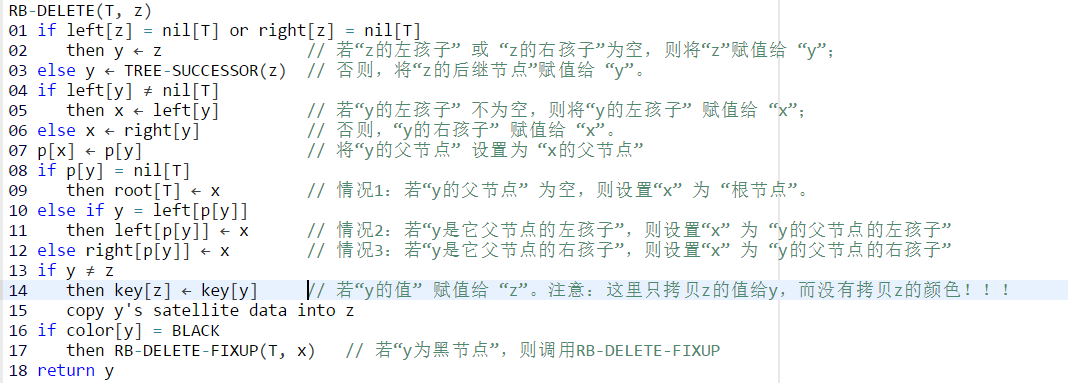 RB-DELETE(T, z)
01 if left[z] = nil[T] or right[z] = nil[T]
02    then y ← z                  // 若“z的左孩子” 或 “z的右孩子”为空，则将“z”赋值给 “y”；
03 else y ← TREE-SUCCESSOR(z)  // 否则，将“z的后继节点”赋值给 “y”。
04 if left[y] ≠ nil[T]
05    then x ← left[y]            // 若“y的左孩子” 不为空，则将“y的左孩子” 赋值给 “x”；
06 else x ← right[y]              // 否则，“y的右孩子” 赋值给 “x”。
07 p[x] ← p[y]                    // 将“y的父节点” 设置为 “x的父节点”
08 if p[y] = nil[T]
09    then root[T] ← x            // 情况1：若“y的父节点” 为空，则设置“x” 为 “根节点”。
10 else if y = left[p[y]]
11    then left[p[y]] ← x         // 情况2：若“y是它父节点的左孩子”，则设置“x” 为 “y的父节点的左孩子”
12 else right[p[y]] ← x           // 情况3：若“y是它父节点的右孩子”，则设置“x” 为 “y的父节点的右孩子”
13 if y ≠ z
14    then key[z] ← key[y]        // 若“y的值” 赋值给 “z”。注意：这里只拷贝z的值给y，而没有拷贝z的颜色！！！
15    copy y's satellite data into z
16 if color[y] = BLACK
17    then RB-DELETE-FIXUP(T, x)   // 若“y为黑节点”，则调用RB-DELETE-FIXUP
18 return y